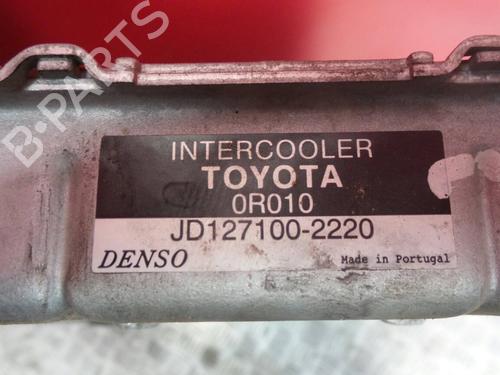 B-PARTS
INTERCOOLER
TOYOTA
0R010
JD127100-2220
DENSO
Made in Portugal